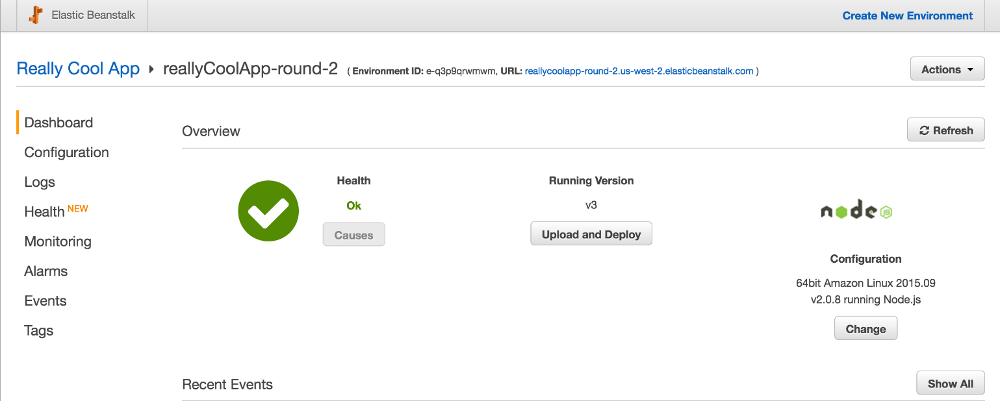 Elastic Beanstalk
Create New Environment
Really Cool App reallyCoolApp-round-2 ( Environment ID: e-q3p9qrwmwm, URL: reallycoolapp-round-2.us-west-2.elasticbeanstalk.com )
Actions
Dashboard
Configuration
Logs
Health NEW
Monitoring
Alarms
Events
Tags
Overview
Refresh
Health
Ok
Causes
Running Version
v3
Upload and Deploy
node JS
Configuration
64bit Amazon Linux 2015.09
v2.0.8 running Node.js
Change
Recent Events
Show All